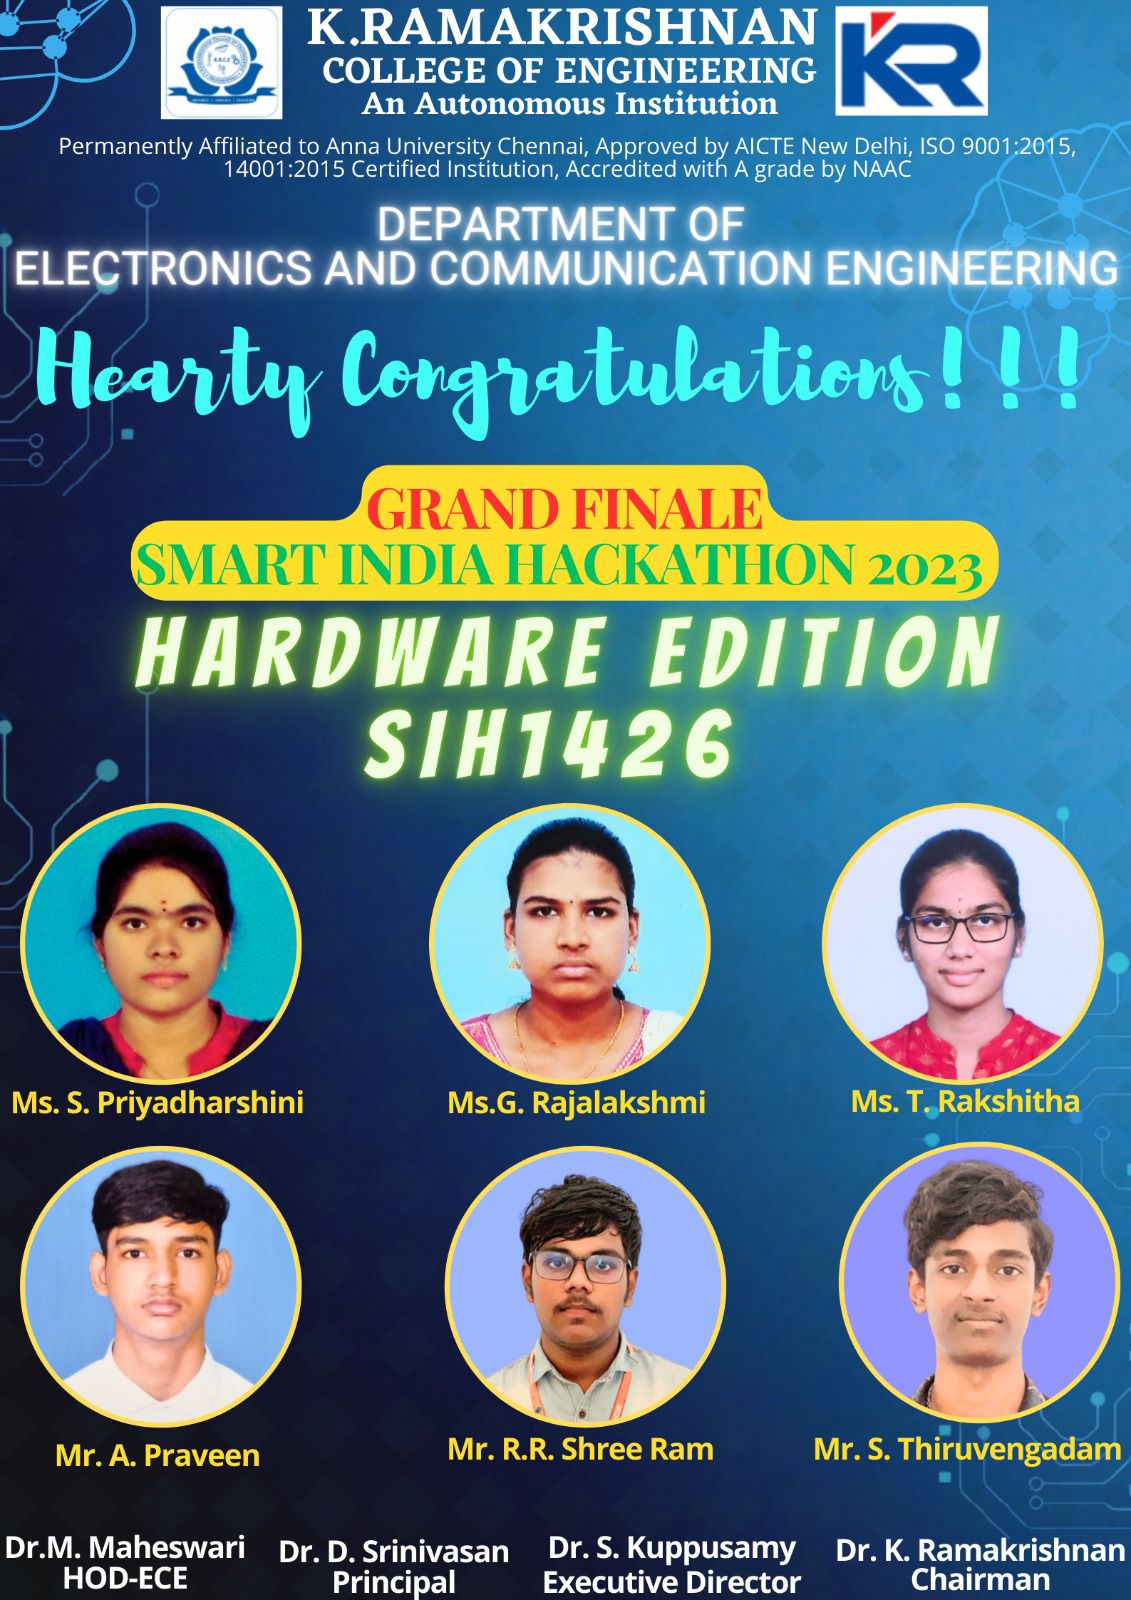 K.RAMAKRISHNAN
COLLEGE OF ENGINEERING
An Autonomous Institution
KR
Permanently Affiliated to Anna University Chennai, Approved by AICTE New Delhi, ISO 9001:2015,
14001:2015 Certified Institution, Accredited with A grade by NAAC
DEPARTMENT OF
ELECTRONICS AND COMMUNICATION ENGINEERING
Hearty Congratulations!!!
GRAND FINALE
SMART INDIA HACKATHON 2023
HARDWARE EDITION
SIH1426
Ms. S. Priyadharshini
Ms.G. Rajalakshmi
Ms. T. Rakshitha
Mr. A. Praveen
Mr. R.R. Shree Ram
Mr. S. Thiruvengadam
Dr.M. Maheswari
HOD-ECE
Dr. D. Srinivasan
Principal
Dr. S. Kuppusamy
Executive Director
Dr. K. Ramakrishnan
Chairman